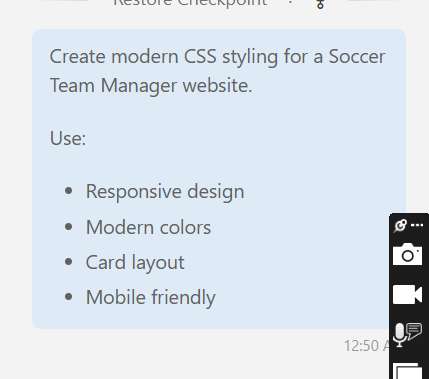 Restore Checkpoint
Create modern CSS styling for a Soccer
Team Manager website.
Use:
• Responsive design
• Modern colors
• Card layout
• Mobile friendly
12:50